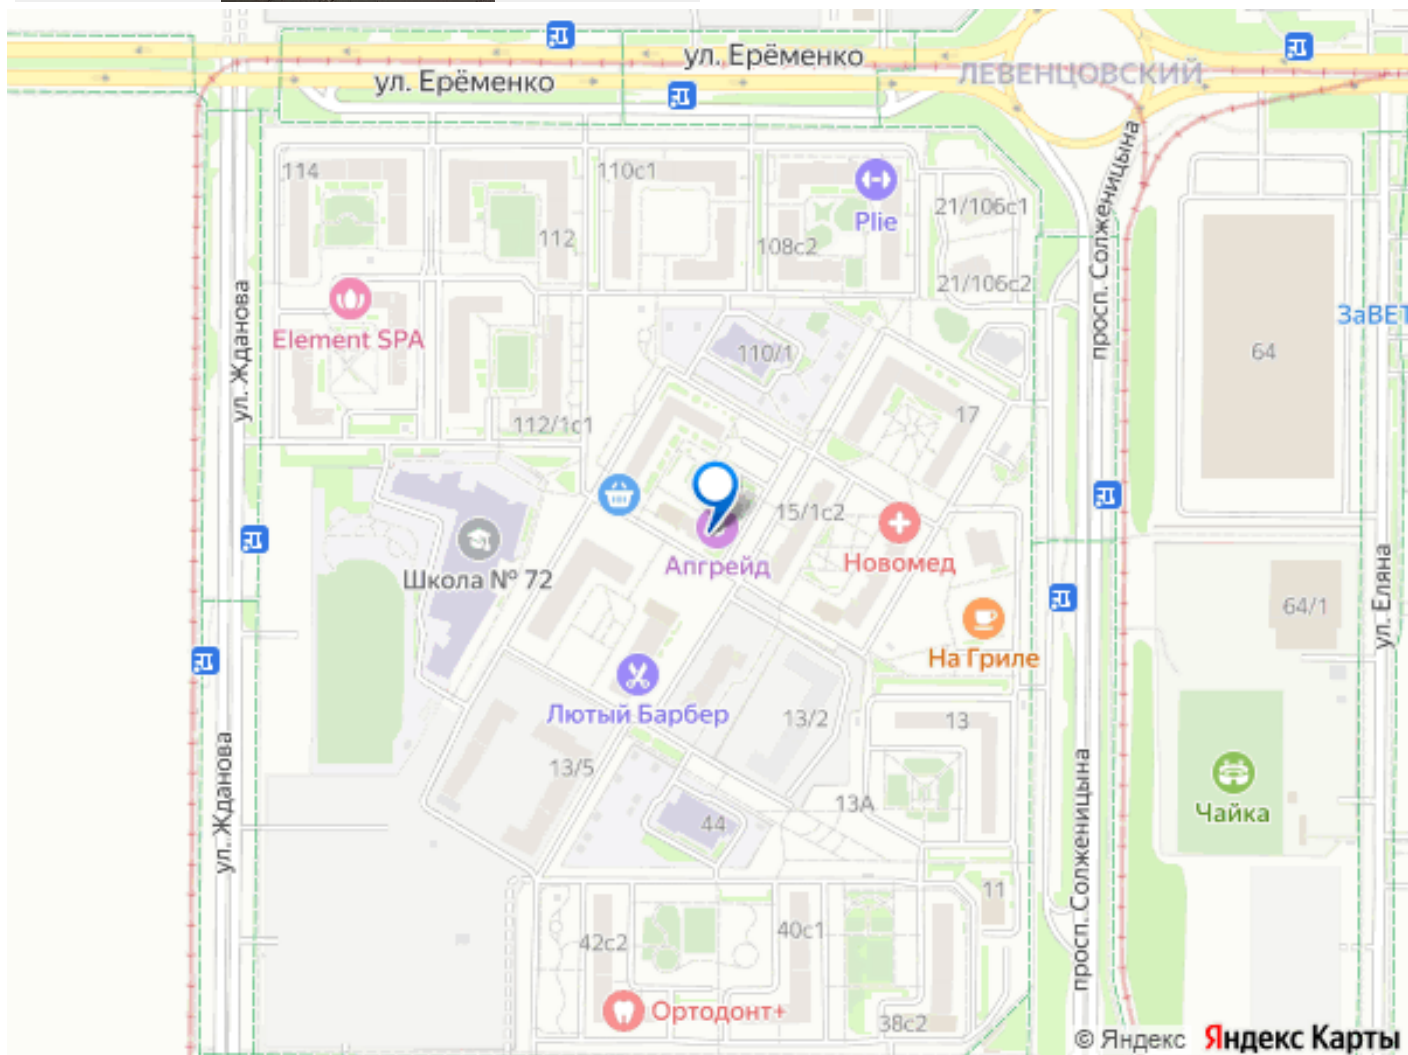 ул. Ерёменко
ул. Ерёменко
ЛЕВЕНЦОВСКИЙ
114
110с1
Plie
21/106с1
112
108с2
21/106с2
просп. Солженицына
ул. Жданова
Element SPA
110/1
64
ЗаВЕТ
112/1с1
17
15/1с2
Апгрейд
Новомед
Школа № 72
64/1
ул. Еляна
На Гриле
Лютый Барбер
13/2
13
13/5
13А
44
Чайка
ул. Жданова
просп. Солженицына
11
42с2
40с1
Ортодонт+
38с2
© Яндекс Яндекс Карты